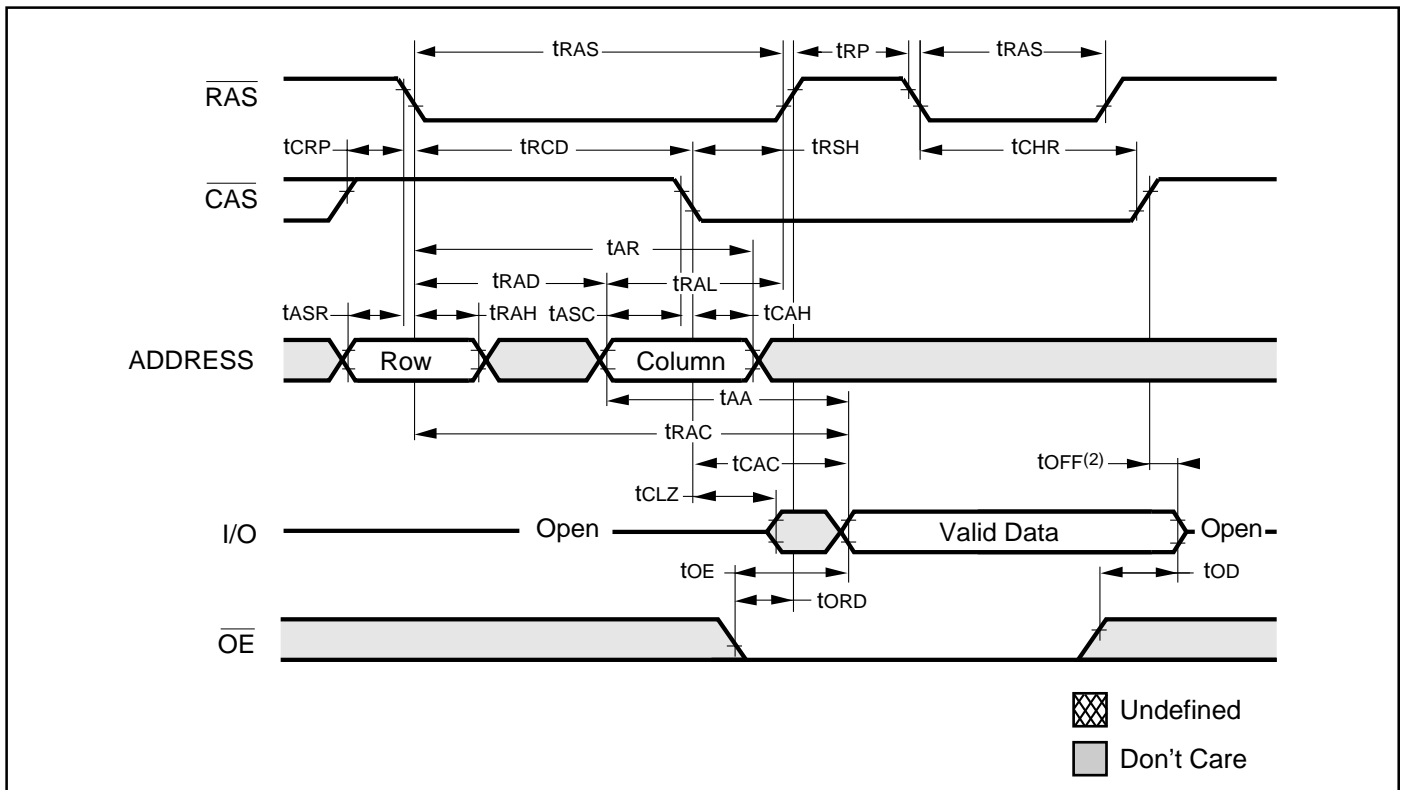 tRAS tRP tRAS
RAS
tCRP tRCD tRSH tCHR
CAS
tAR
tRAD tRAL
tASR tRAH tASC tCAH
ADDRESS Row Column
tAA
tRAC
tCAC tOFF(2)
tCLZ
I/O Open Valid Data Open
tOE tOD
tORD
OE
Undefined
Don't Care